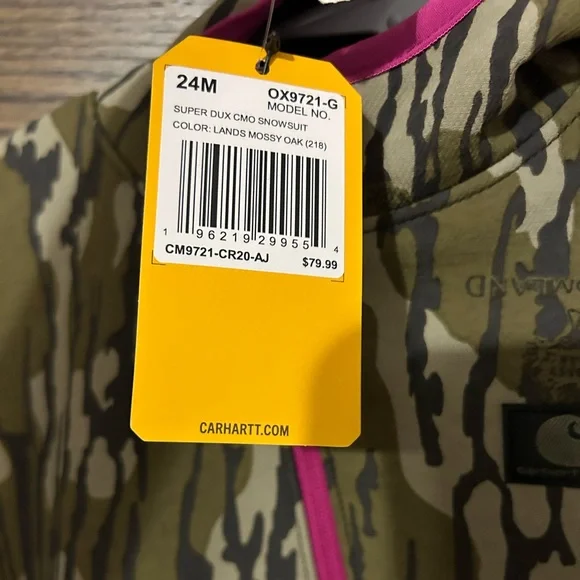 24M
OX9721-G
MODEL NO.
SUPER DUX CMO SNOWSUIT
COLOR: LANDS MOSSY OAK (218)
1 96219 29955 4
CM9721-CR20-AJ
$79.99
CARHARTT.COM